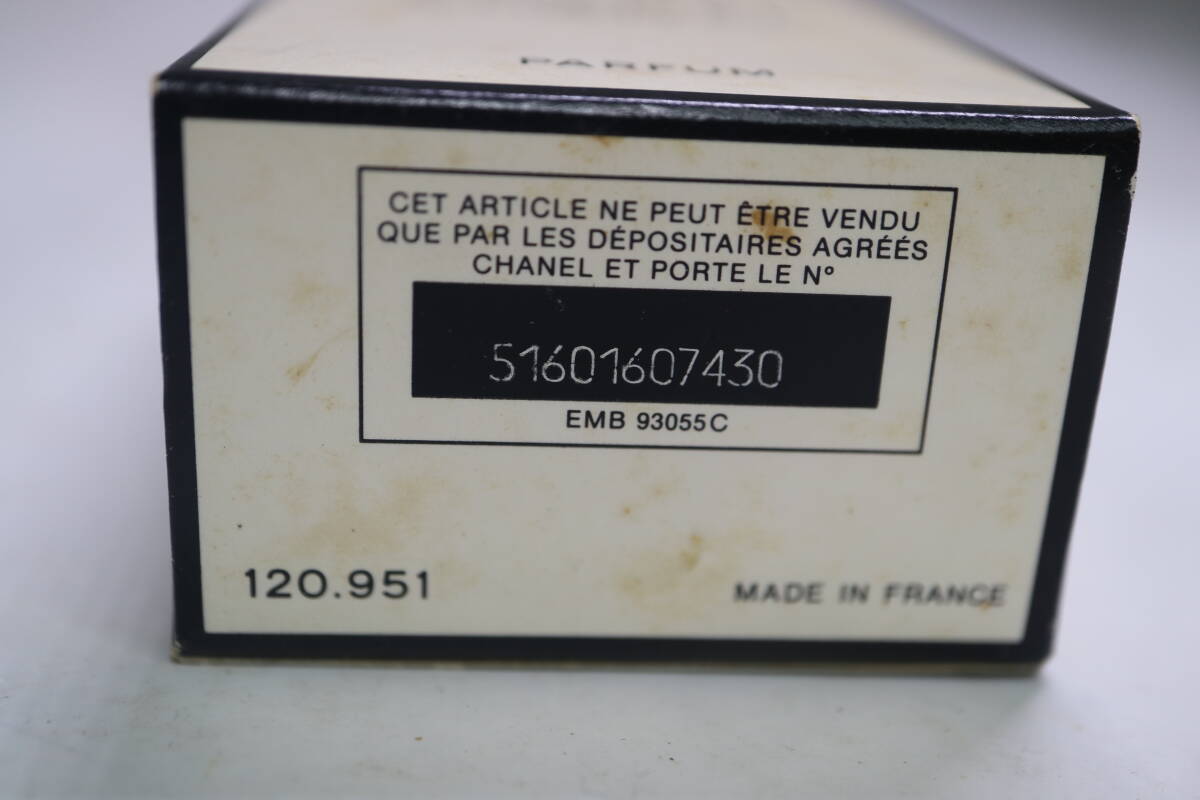 PARFUM
CET ARTICLE NE PEUT ÊTRE VENDU
QUE PAR LES DÉPOSITAIRES AGRÉÉS
CHANEL ET PORTE LE N°
51601607430
EMB 93055C
120.951
MADE IN FRANCE